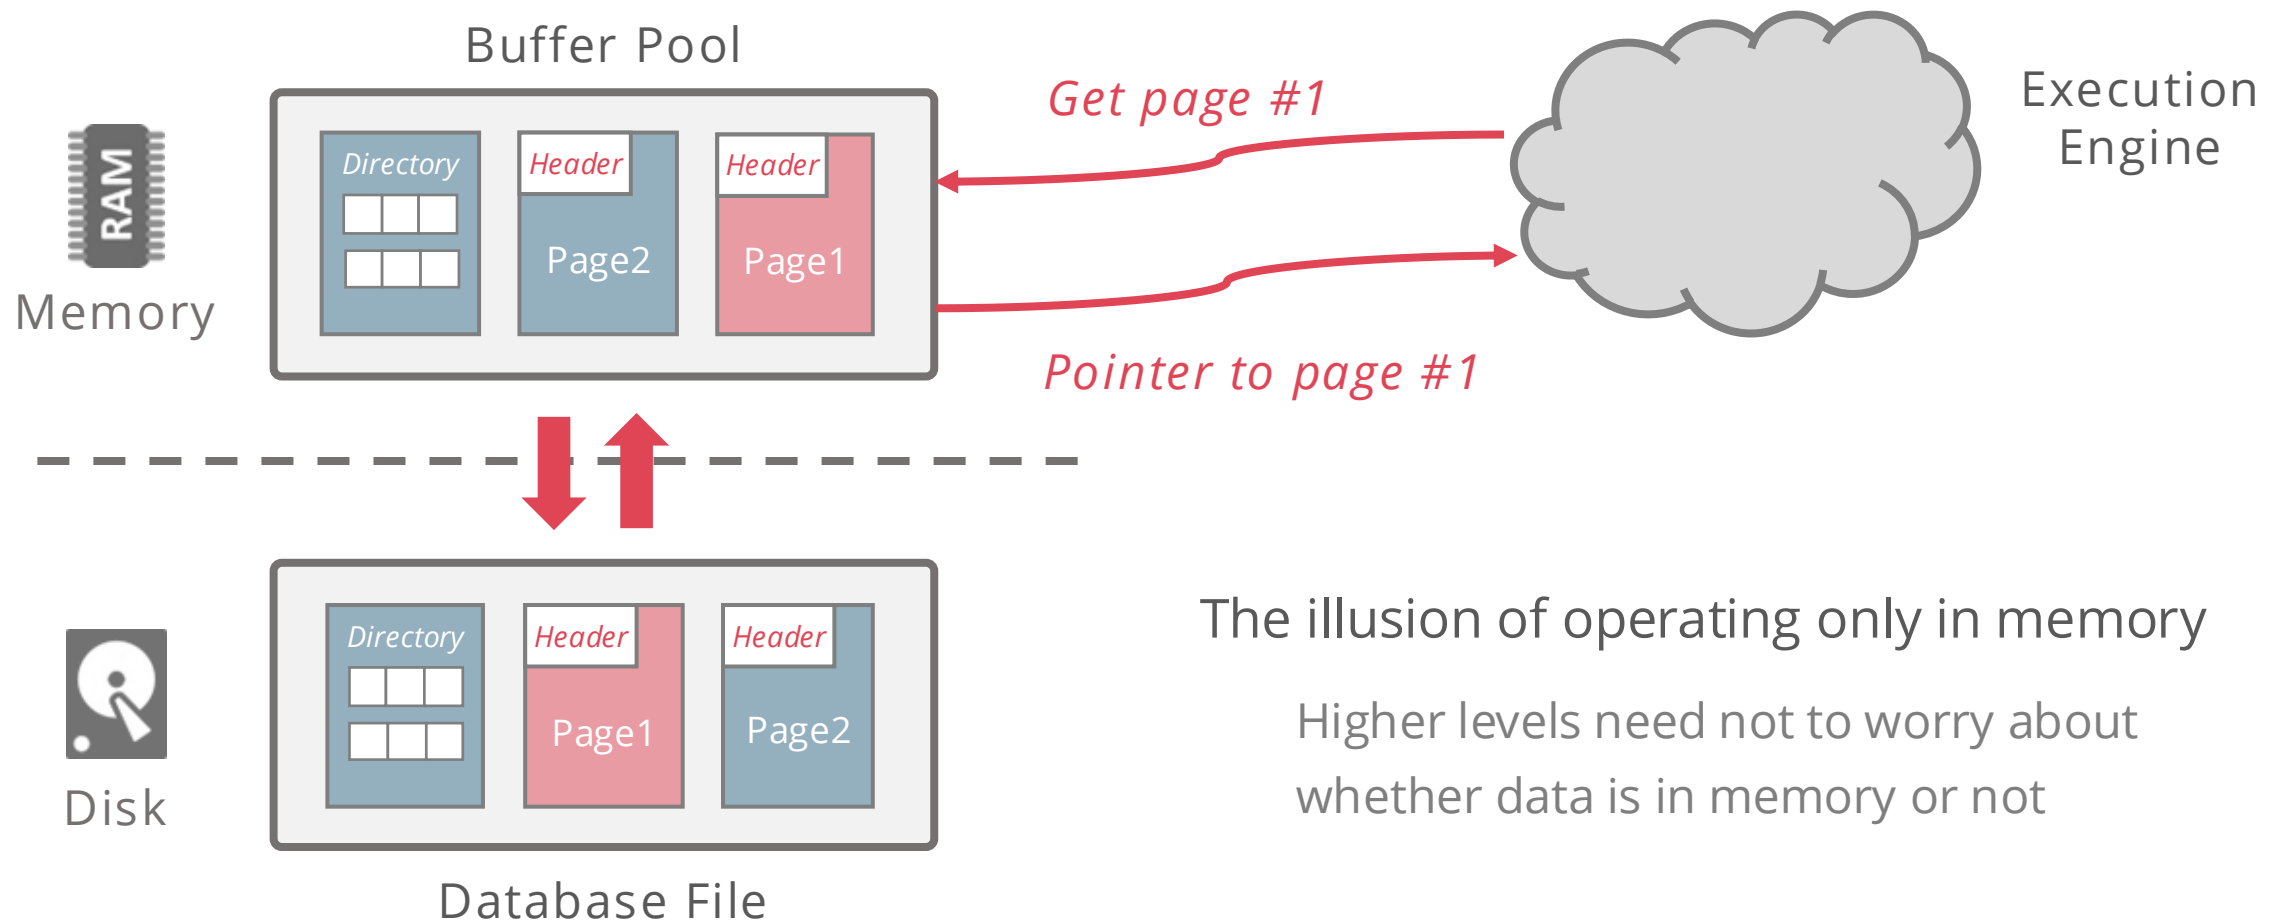 Buffer Pool
Get page #1
Execution
Engine
RAM
Memory
Directory
Header
Page2
Header
Page1
Pointer to page #1
Directory
Header
Page1
Header
Page2
Disk
Database File
The illusion of operating only in memory
Higher levels need not to worry about
whether data is in memory or not